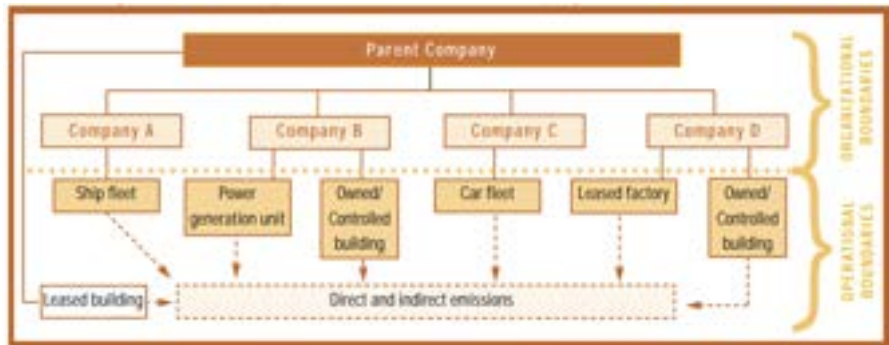 Parent Company
ORGANIZATIONAL
BOUNDARIES
Company A
Company B
Company C
Company D
Ship fleet
Power
generation unit
Owned/
Controlled
building
Car fleet
Leased factory
Owned/
Controlled
building
OPERATIONAL
BOUNDARIES
Leased building
Direct and indirect emissions